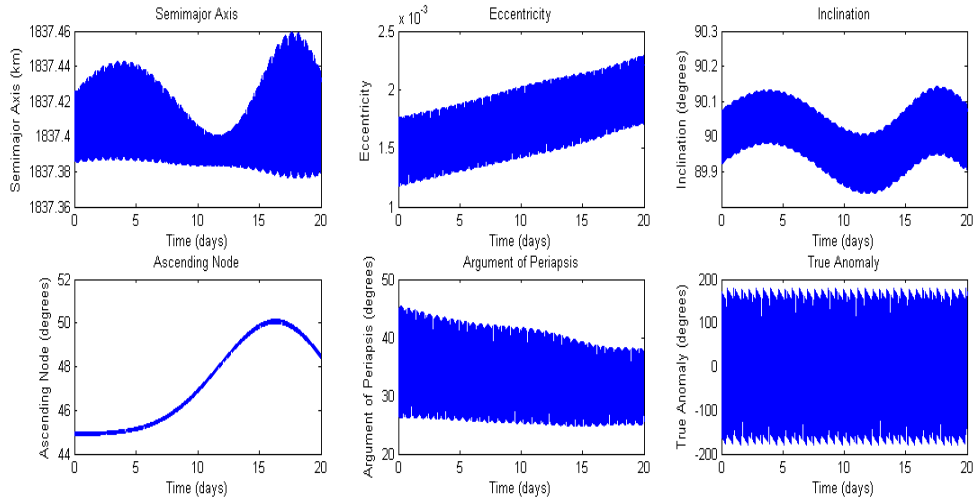 Semimajor Axis
Semimajor Axis (km)
1837.46
1837.44
1837.42
1837.4
1837.38
1837.36
0 5 10 15 20
Time (days)
x 10⁻³
Eccentricity
Eccentricity
2.5
2
1.5
1
0 5 10 15 20
Time (days)
Inclination
Inclination (degrees)
90.3
90.2
90.1
90
89.9
0 5 10 15 20
Time (days)
Ascending Node
Ascending Node (degrees)
52
50
48
46
44
0 5 10 15 20
Time (days)
Argument of Periapsis
Argument of Periapsis (degrees)
50
40
30
20
0 5 10 15 20
Time (days)
True Anomaly
True Anomaly (degrees)
200
100
0
-100
-200
0 5 10 15 20
Time (days)